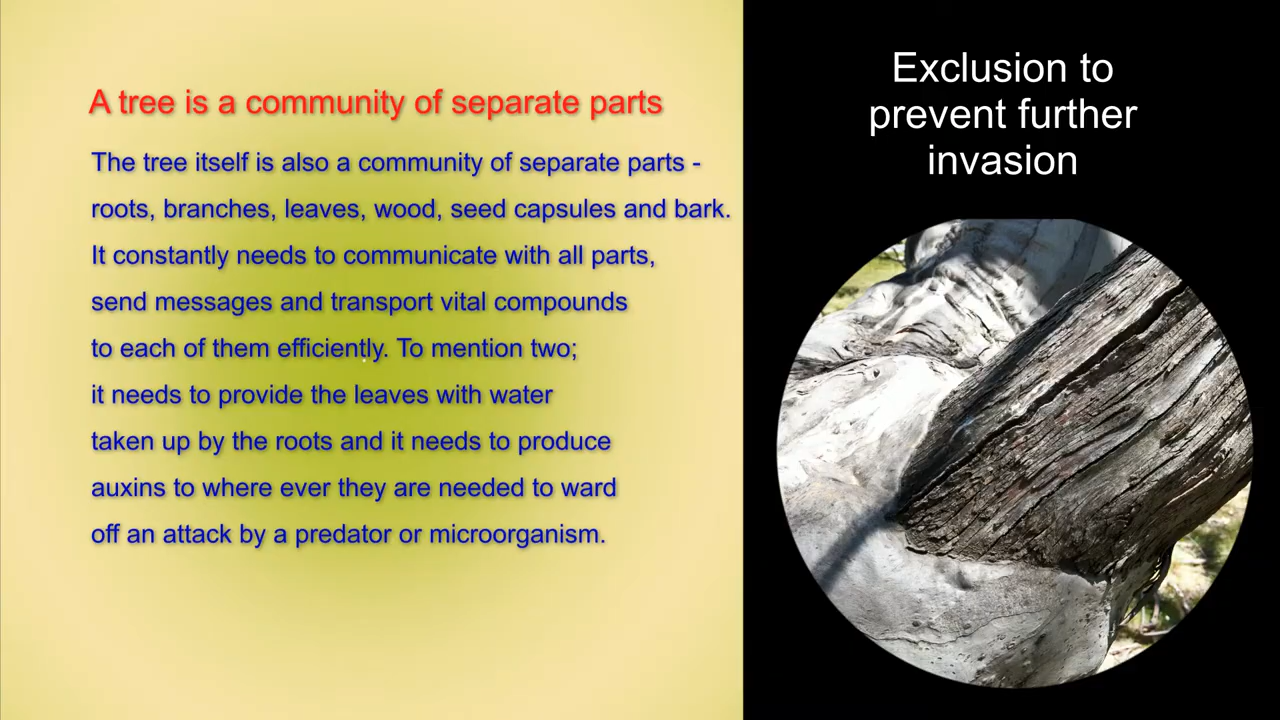 A tree is a community of separate parts
The tree itself is also a community of separate parts -
roots, branches, leaves, wood, seed capsules and bark.
It constantly needs to communicate with all parts,
send messages and transport vital compounds
to each of them efficiently. To mention two;
it needs to provide the leaves with water
taken up by the roots and it needs to produce
auxins to where ever they are needed to ward
off an attack by a predator or microorganism.
Exclusion to
prevent further
invasion